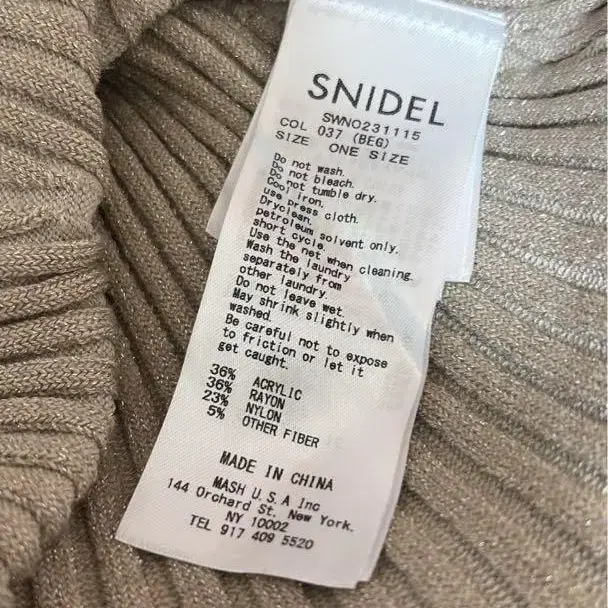 SNIDEL
SWNO231115
COL 037 (BEG)
SIZE ONE SIZE
Do not wash.
Do not bleach.
Do not tumble dry.
Cool iron.
use press cloth.
Dryclean,
petroleum solvent only.
short cycle.
Use the net when cleaning.
Wash the laundry
separately from
other laundry.
Do not leave wet.
May shrink slightly when
washed.
Be careful not to expose
to friction or let it
get caught.
36% ACRYLIC
36% RAYON
23% NYLON
5% OTHER FIBER
MADE IN CHINA
MASH U.S.A Inc
144 Orchard St. New York.
NY 10002
TEL 917 409 5520